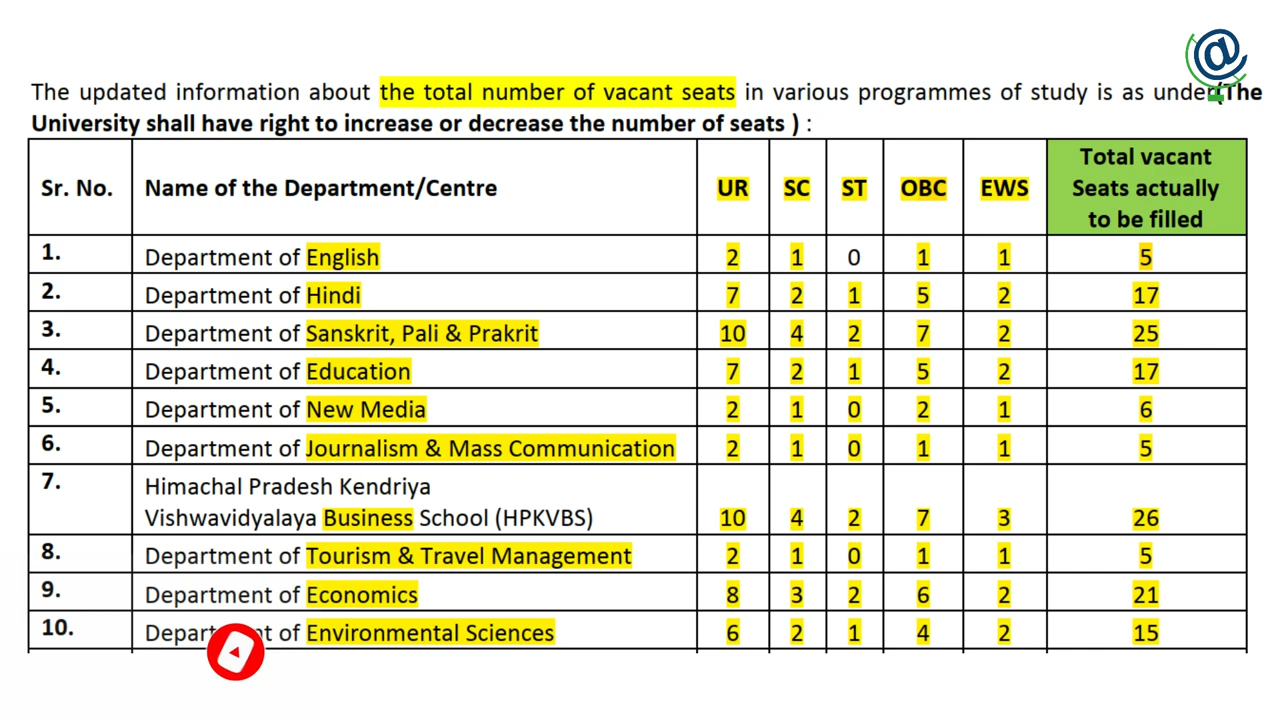 The updated information about the total number of vacant seats in various programmes of study is as under(The
University shall have right to increase or decrease the number of seats ) :
Sr. No. Name of the Department/Centre UR SC ST OBC EWS Total vacant Seats actually to be filled
1. Department of English 2 1 0 1 1 5
2. Department of Hindi 7 2 1 5 2 17
3. Department of Sanskrit, Pali & Prakrit 10 4 2 7 2 25
4. Department of Education 7 2 1 5 2 17
5. Department of New Media 2 1 0 2 1 6
6. Department of Journalism & Mass Communication 2 1 0 1 1 5
7. Himachal Pradesh Kendriya
Vishwavidyalaya Business School (HPKVBS) 10 4 2 7 3 26
8. Department of Tourism & Travel Management 2 1 0 1 1 5
9. Department of Economics 8 3 2 6 2 21
10. Department of Environmental Sciences 6 2 1 4 2 15